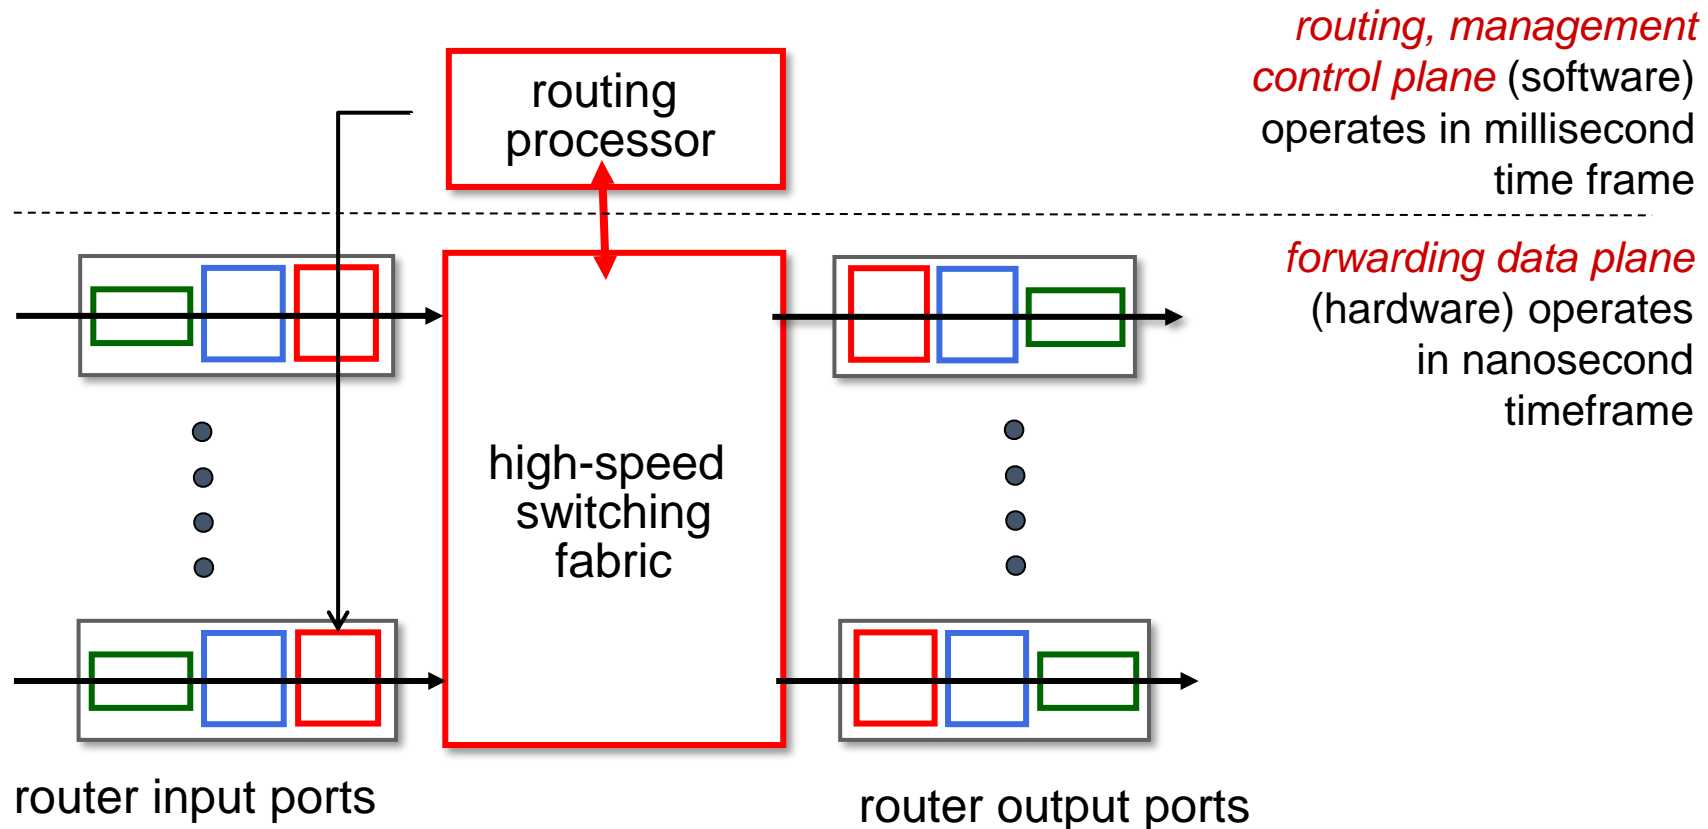 routing, management
control plane (software)
operates in millisecond
time frame
routing
processor
forwarding data plane
(hardware) operates
in nanosecond
timeframe
high-speed
switching
fabric
router input ports
router output ports